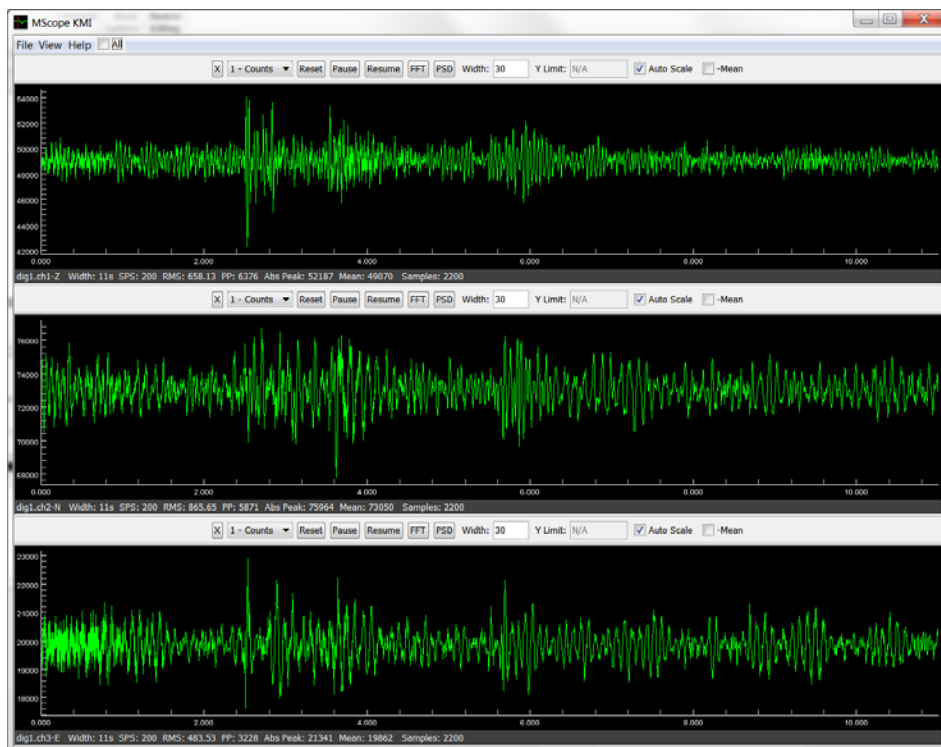 MScope KMI
File View Help All
X 1 - Counts Reset Pause Resume FFT PSD Width: 30 Y Limit: N/A Auto Scale -Mean
54000
52000
50000
48000
46000
44000
42000
0.000 2.000 4.000 6.000 8.000 10.000
dig1.ch1-Z Width: 11s SPS: 200 RMS: 658.13 PP: 6376 Abs Peak: 52187 Mean: 49070 Samples: 2200
X 1 - Counts Reset Pause Resume FFT PSD Width: 30 Y Limit: N/A Auto Scale -Mean
76000
74000
72000
70000
68000
0.000 2.000 4.000 6.000 8.000 10.000
dig1.ch2-N Width: 11s SPS: 200 RMS: 865.65 PP: 5871 Abs Peak: 75964 Mean: 73050 Samples: 2200
X 1 - Counts Reset Pause Resume FFT PSD Width: 30 Y Limit: N/A Auto Scale -Mean
23000
22000
21000
20000
19000
18000
0.000 2.000 4.000 6.000 8.000 10.000
dig1.ch3-E Width: 11s SPS: 200 RMS: 483.53 PP: 3228 Abs Peak: 21341 Mean: 19862 Samples: 2200